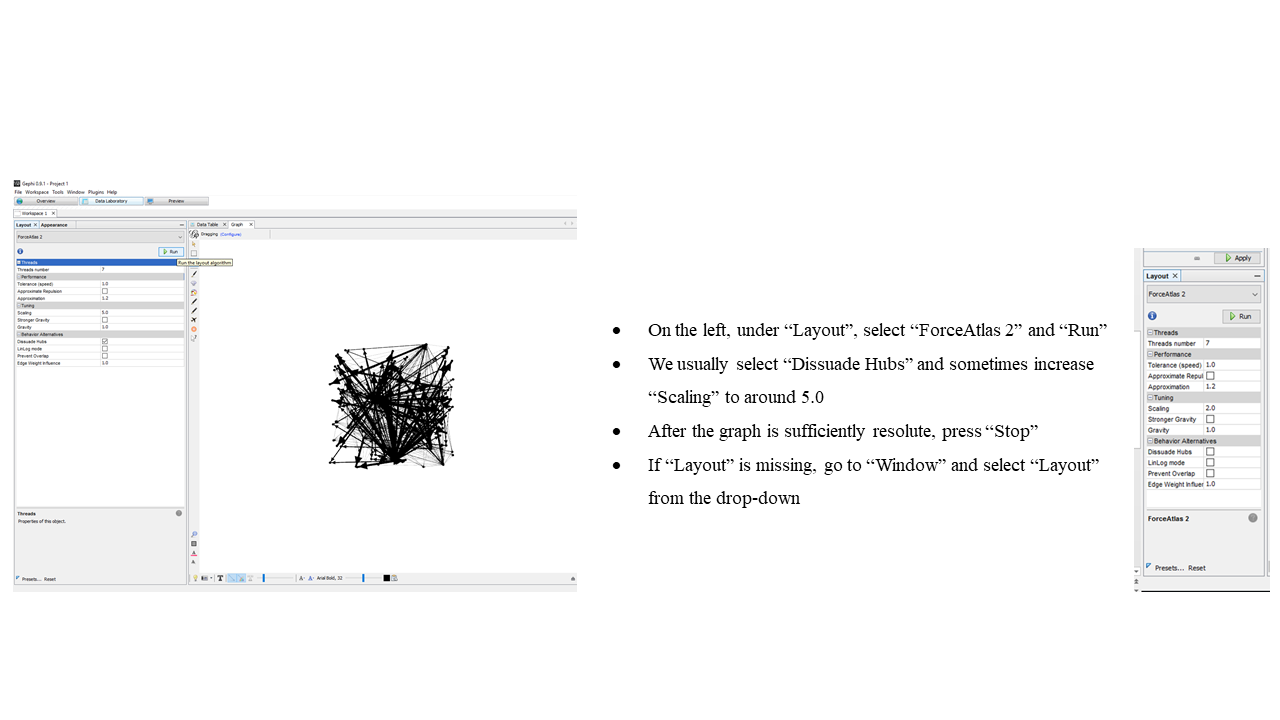 Gephi 0.9.1 - Project 1
File Workspace Tools Window Plugins Help
Overview Data Laboratory Preview
Workspace 1 ×
Layout × Appearance
Data Table × Graph ×
ForceAtlas 2
Dragging (Configure)
Run
Run the layout algorithm
Threads
Threads number 7
Performance
Tolerance (speed) 1.0
Approximate Repulsion
Approximation 1.2
Tuning
Scaling 5.0
Stronger Gravity
Gravity 1.0
Behavior Alternatives
Dissuade Hubs
LinLog mode
Prevent Overlap
Edge Weight Influence 1.0
Threads
Properties of this object.
Presets... Reset
T A- A- Arial Bold, 32
• On the left, under “Layout”, select “ForceAtlas 2” and “Run”
• We usually select “Dissuade Hubs” and sometimes increase
“Scaling” to around 5.0
• After the graph is sufficiently resolute, press “Stop”
• If “Layout” is missing, go to “Window” and select “Layout”
from the drop-down
Apply
Layout ×
ForceAtlas 2
Run
Threads
Threads number 7
Performance
Tolerance (speed) 1.0
Approximate Repul
Approximation 1.2
Tuning
Scaling 2.0
Stronger Gravity
Gravity 1.0
Behavior Alternatives
Dissuade Hubs
LinLog mode
Prevent Overlap
Edge Weight Influer 1.0
ForceAtlas 2
Presets... Reset